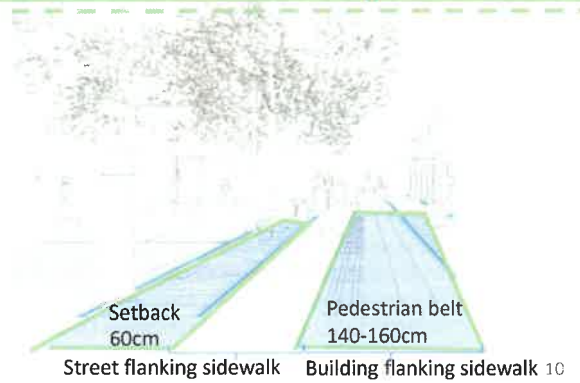 Setback
60cm
Pedestrian belt
140-160cm
Street flanking sidewalk
Building flanking sidewalk 10